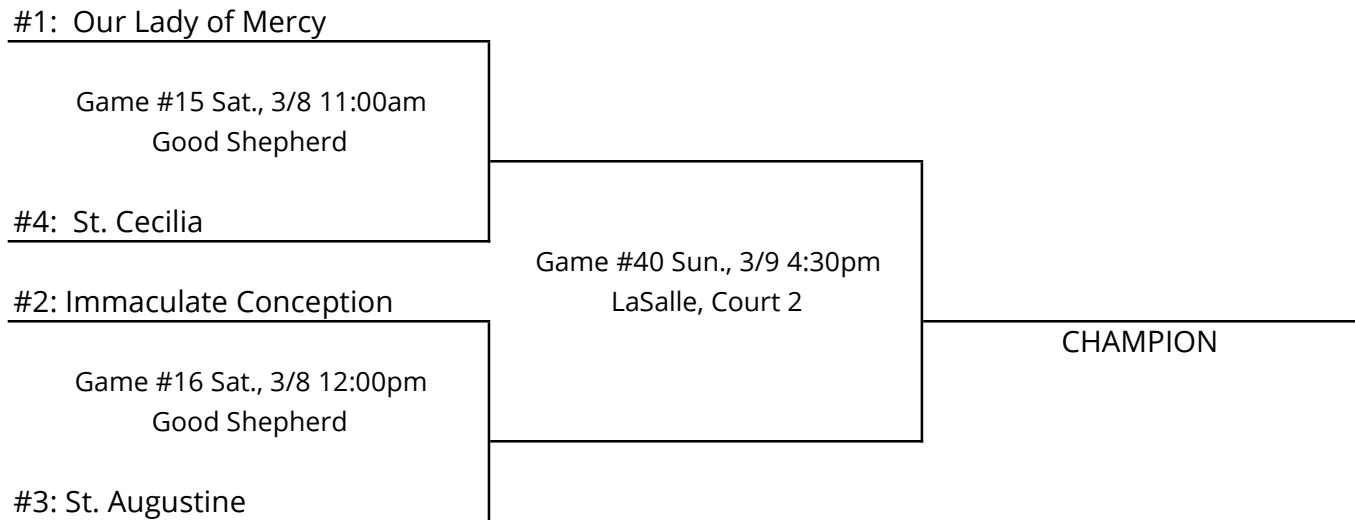 #1:  Our Lady of Mercy
Game #15 Sat., 3/8 11:00am
Good Shepherd
#4:  St. Cecilia
Game #40 Sun., 3/9 4:30pm
LaSalle, Court 2
#2: Immaculate Conception
CHAMPION
Game #16 Sat., 3/8 12:00pm
Good Shepherd
#3: St. Augustine